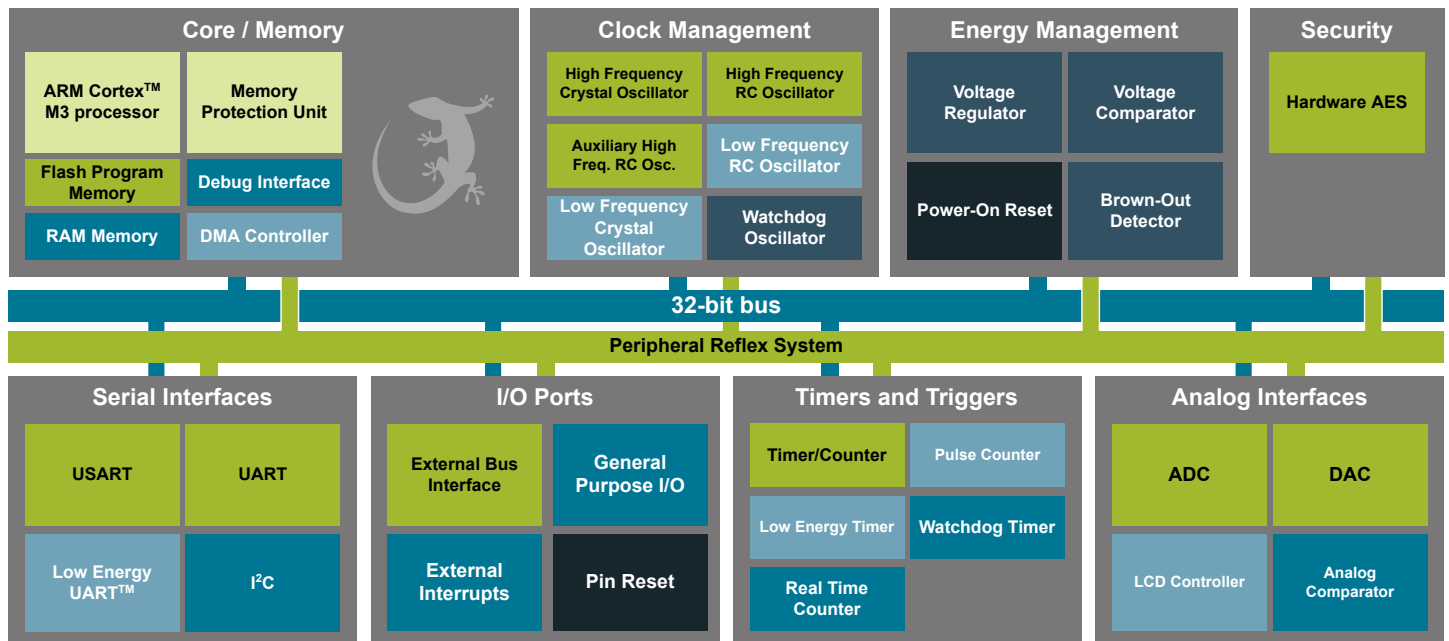 Core / Memory
ARM Cortex™
M3 processor
Memory
Protection Unit
Flash Program
Memory
Debug Interface
RAM Memory
DMA Controller
Clock Management
High Frequency
Crystal Oscillator
High Frequency
RC Oscillator
Auxiliary High
Freq. RC Osc.
Low Frequency
RC Oscillator
Low Frequency
Crystal
Oscillator
Watchdog
Oscillator
Energy Management
Voltage
Regulator
Voltage
Comparator
Power-On Reset
Brown-Out
Detector
Security
Hardware AES
32-bit bus
Peripheral Reflex System
Serial Interfaces
USART
UART
Low Energy
UART™
I²C
I/O Ports
External Bus
Interface
General
Purpose I/O
External
Interrupts
Pin Reset
Timers and Triggers
Timer/Counter
Pulse Counter
Low Energy Timer
Watchdog Timer
Real Time
Counter
Analog Interfaces
ADC
DAC
LCD Controller
Analog
Comparator